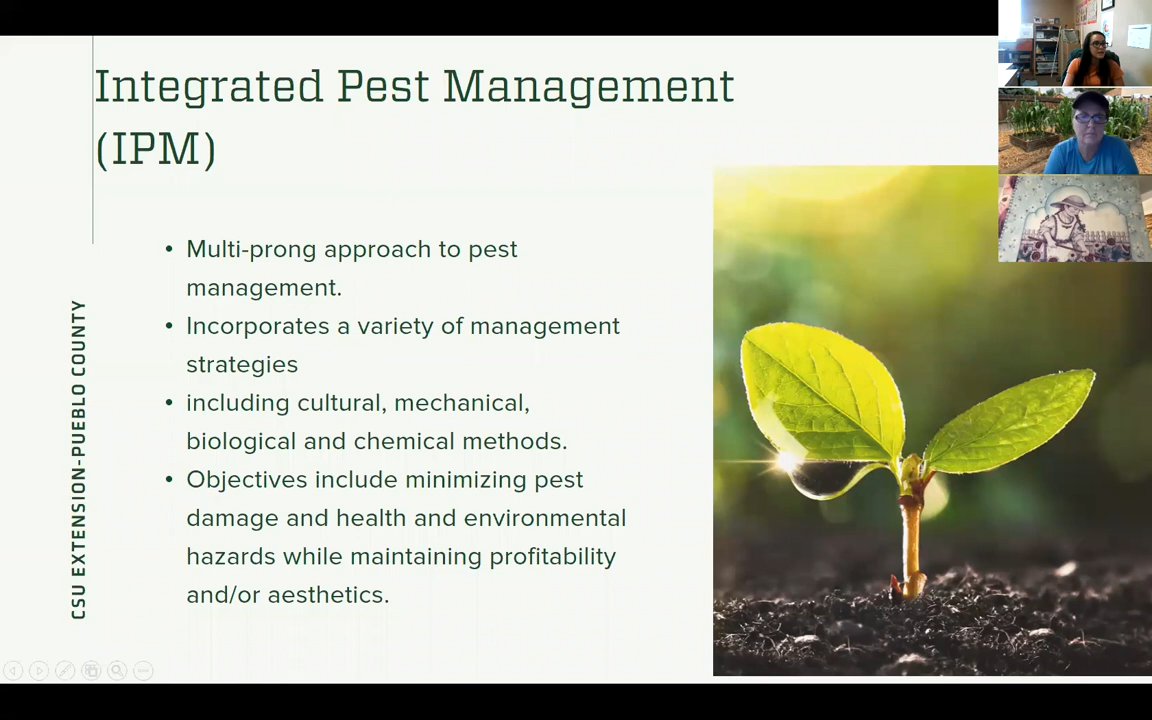 Integrated Pest Management
(IPM)
• Multi-prong approach to pest
management.
• Incorporates a variety of management
strategies
• including cultural, mechanical,
biological and chemical methods.
• Objectives include minimizing pest
damage and health and environmental
hazards while maintaining profitability
and/or aesthetics.
CSU EXTENSION-PUEBLO COUNTY